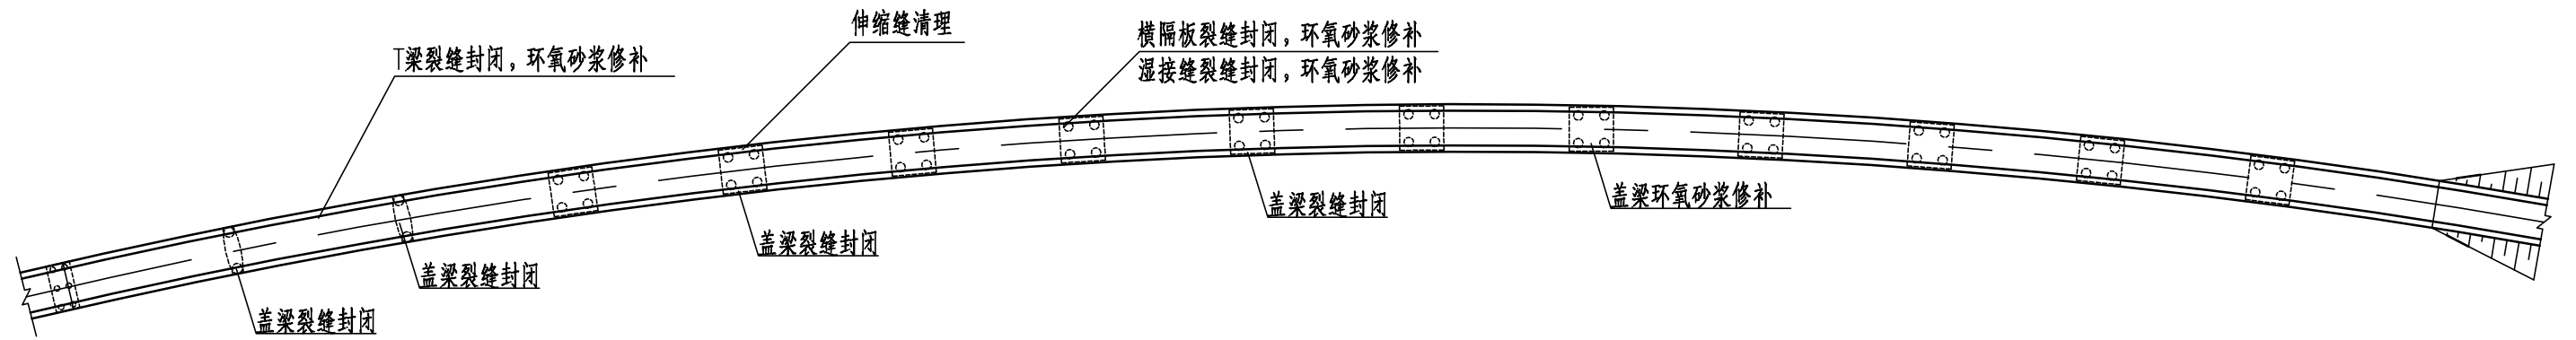 伸缩缝清理
T梁裂缝封闭，环氧砂浆修补
横隔板裂缝封闭，环氧砂浆修补
湿接缝裂缝封闭，环氧砂浆修补
盖梁裂缝封闭
盖梁环氧砂浆修补
盖梁裂缝封闭
盖梁裂缝封闭
盖梁裂缝封闭